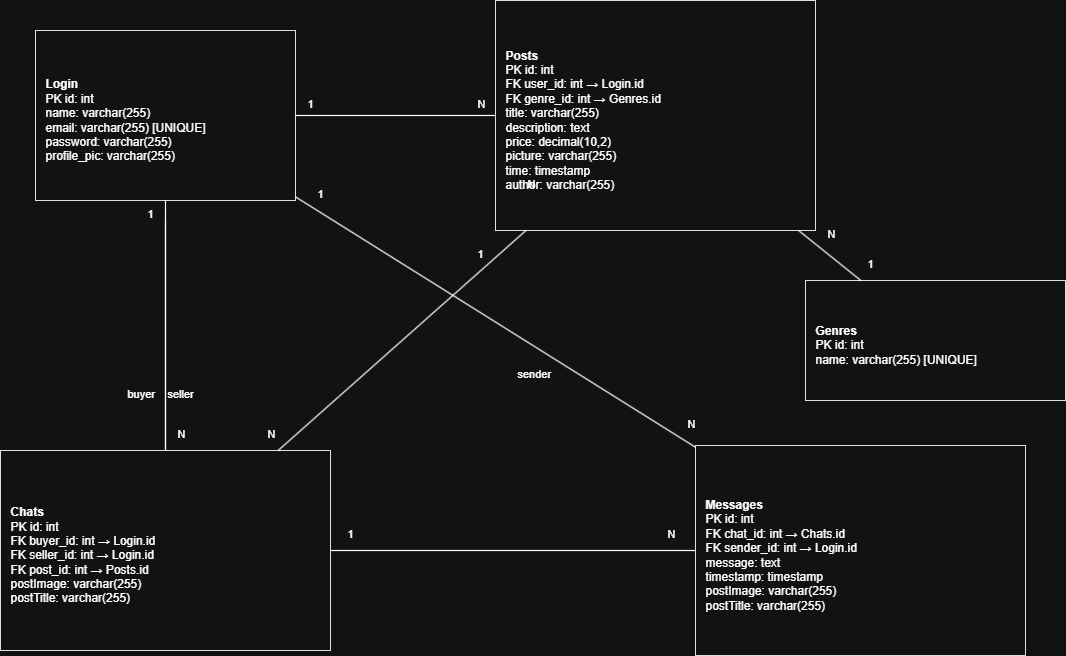 Login
PK id: int
name: varchar(255)
email: varchar(255) [UNIQUE]
password: varchar(255)
profile_pic: varchar(255)
1
N
Posts
PK id: int
FK user_id: int → Login.id
FK genre_id: int → Genres.id
title: varchar(255)
description: text
price: decimal(10,2)
picture: varchar(255)
time: timestamp
author: varchar(255)
N
1
1
1
N
1
Genres
PK id: int
name: varchar(255) [UNIQUE]
sender
buyer
seller
N
N
N
Chats
PK id: int
FK buyer_id: int → Login.id
FK seller_id: int → Login.id
FK post_id: int → Posts.id
postImage: varchar(255)
postTitle: varchar(255)
1
N
Messages
PK id: int
FK chat_id: int → Chats.id
FK sender_id: int → Login.id
message: text
timestamp: timestamp
postImage: varchar(255)
postTitle: varchar(255)